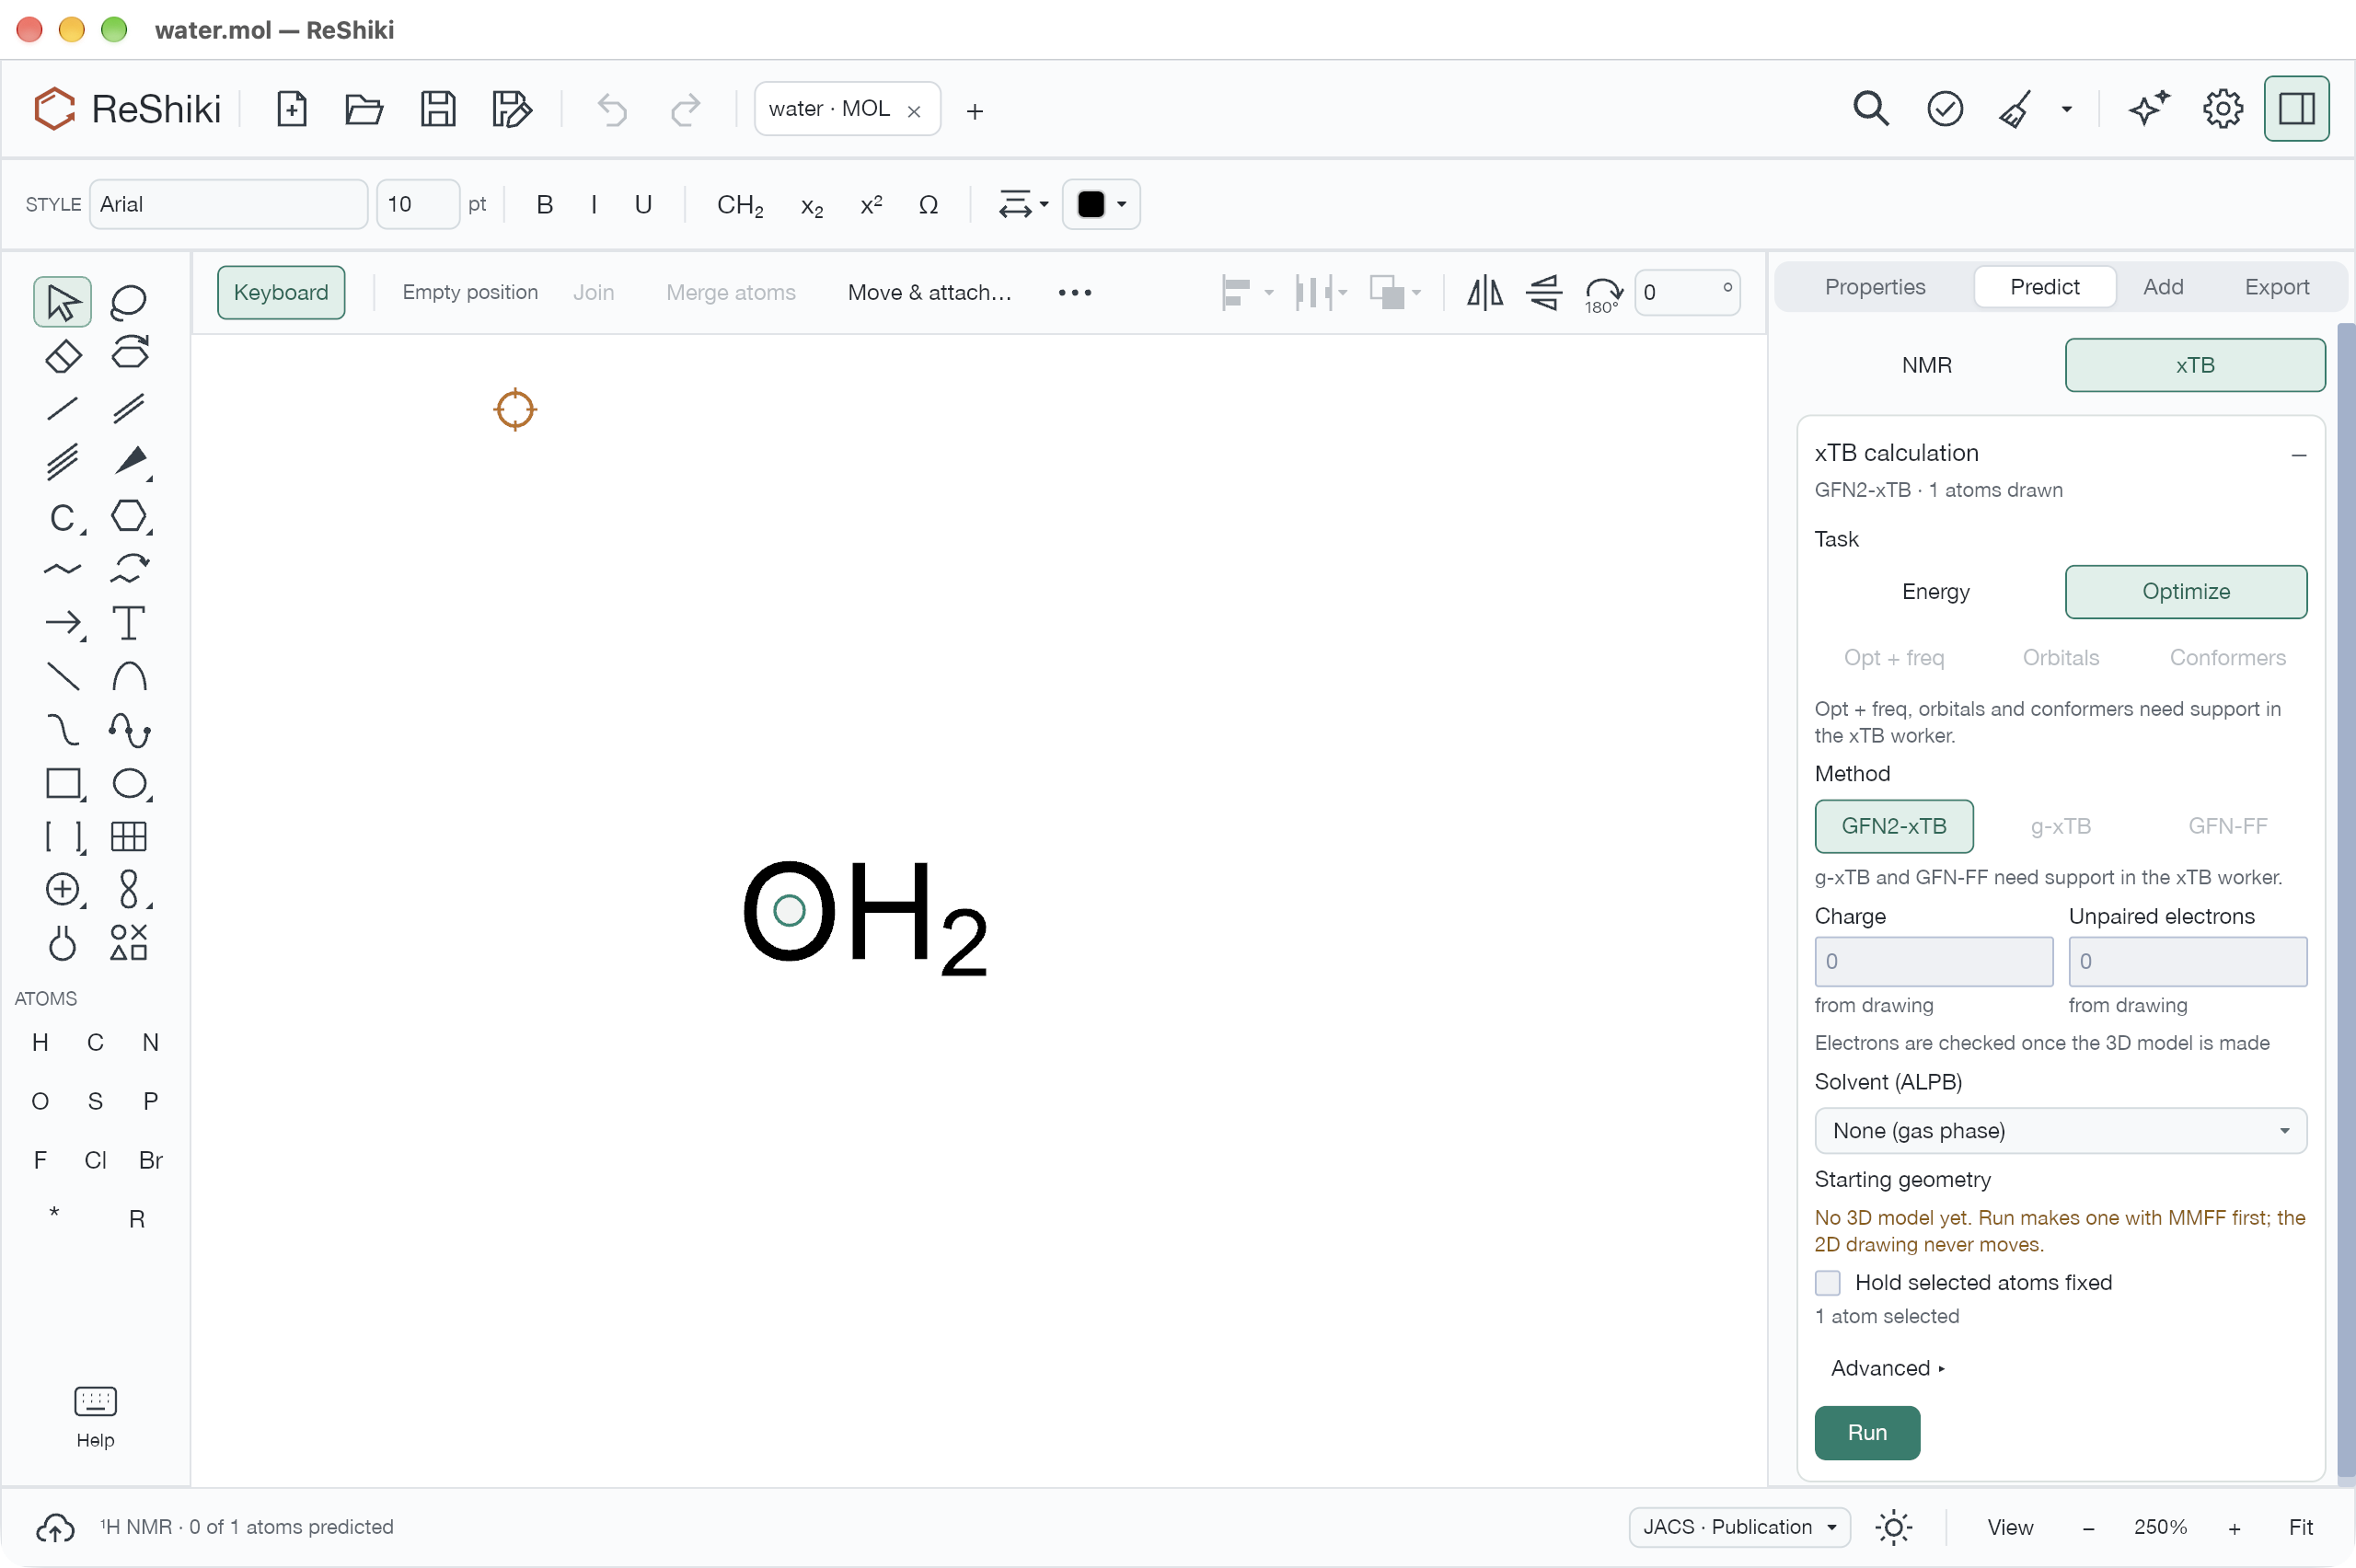 water.mol — ReShiki
ReShiki
water · MOL
STYLE Arial 10 pt B I U CH₂ x₂ x² Ω
Keyboard Empty position Join Merge atoms Move & attach… 180° 0 °
Properties Predict Add Export
NMR xTB
xTB calculation
GFN2-xTB · 1 atoms drawn
Task
Energy Optimize
Opt + freq Orbitals Conformers
Opt + freq, orbitals and conformers need support in
the xTB worker.
Method
GFN2-xTB g-xTB GFN-FF
g-xTB and GFN-FF need support in the xTB worker.
Charge Unpaired electrons
0 0
from drawing from drawing
Electrons are checked once the 3D model is made
Solvent (ALPB)
None (gas phase)
Starting geometry
No 3D model yet. Run makes one with MMFF first; the
2D drawing never moves.
Hold selected atoms fixed
1 atom selected
Advanced
Run
OH₂
C
T
ATOMS
H C N
O S P
F Cl Br
* R
Help
¹H NMR · 0 of 1 atoms predicted
JACS · Publication View − 250% + Fit